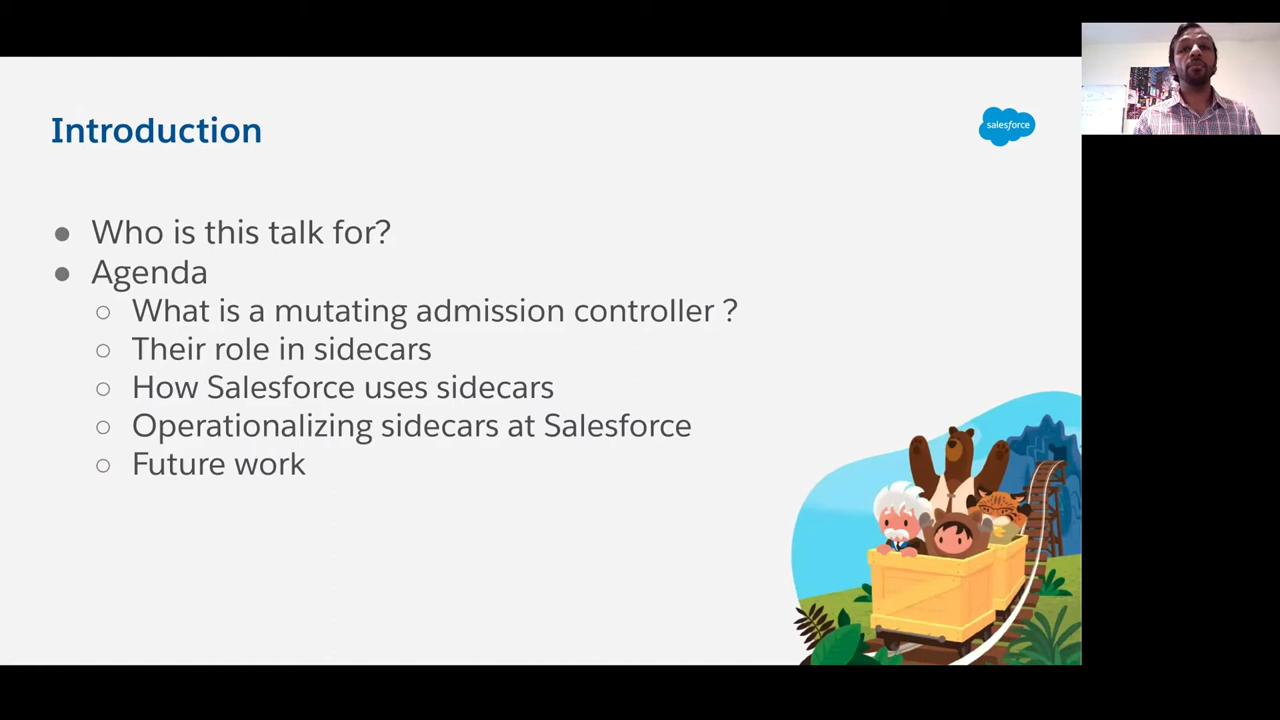 Introduction
salesforce
● Who is this talk for?
● Agenda
○ What is a mutating admission controller ?
○ Their role in sidecars
○ How Salesforce uses sidecars
○ Operationalizing sidecars at Salesforce
○ Future work